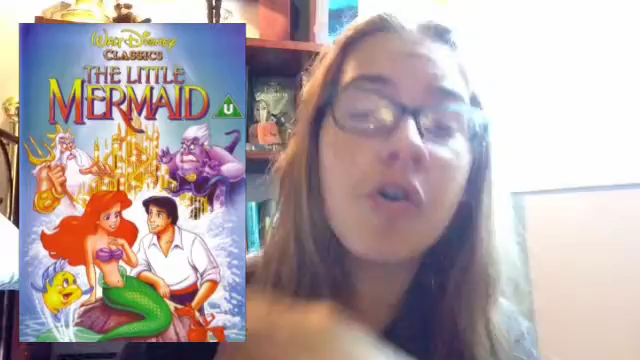 WALT DISNEY
CLASSICS
THE LITTLE
MERMAID
U